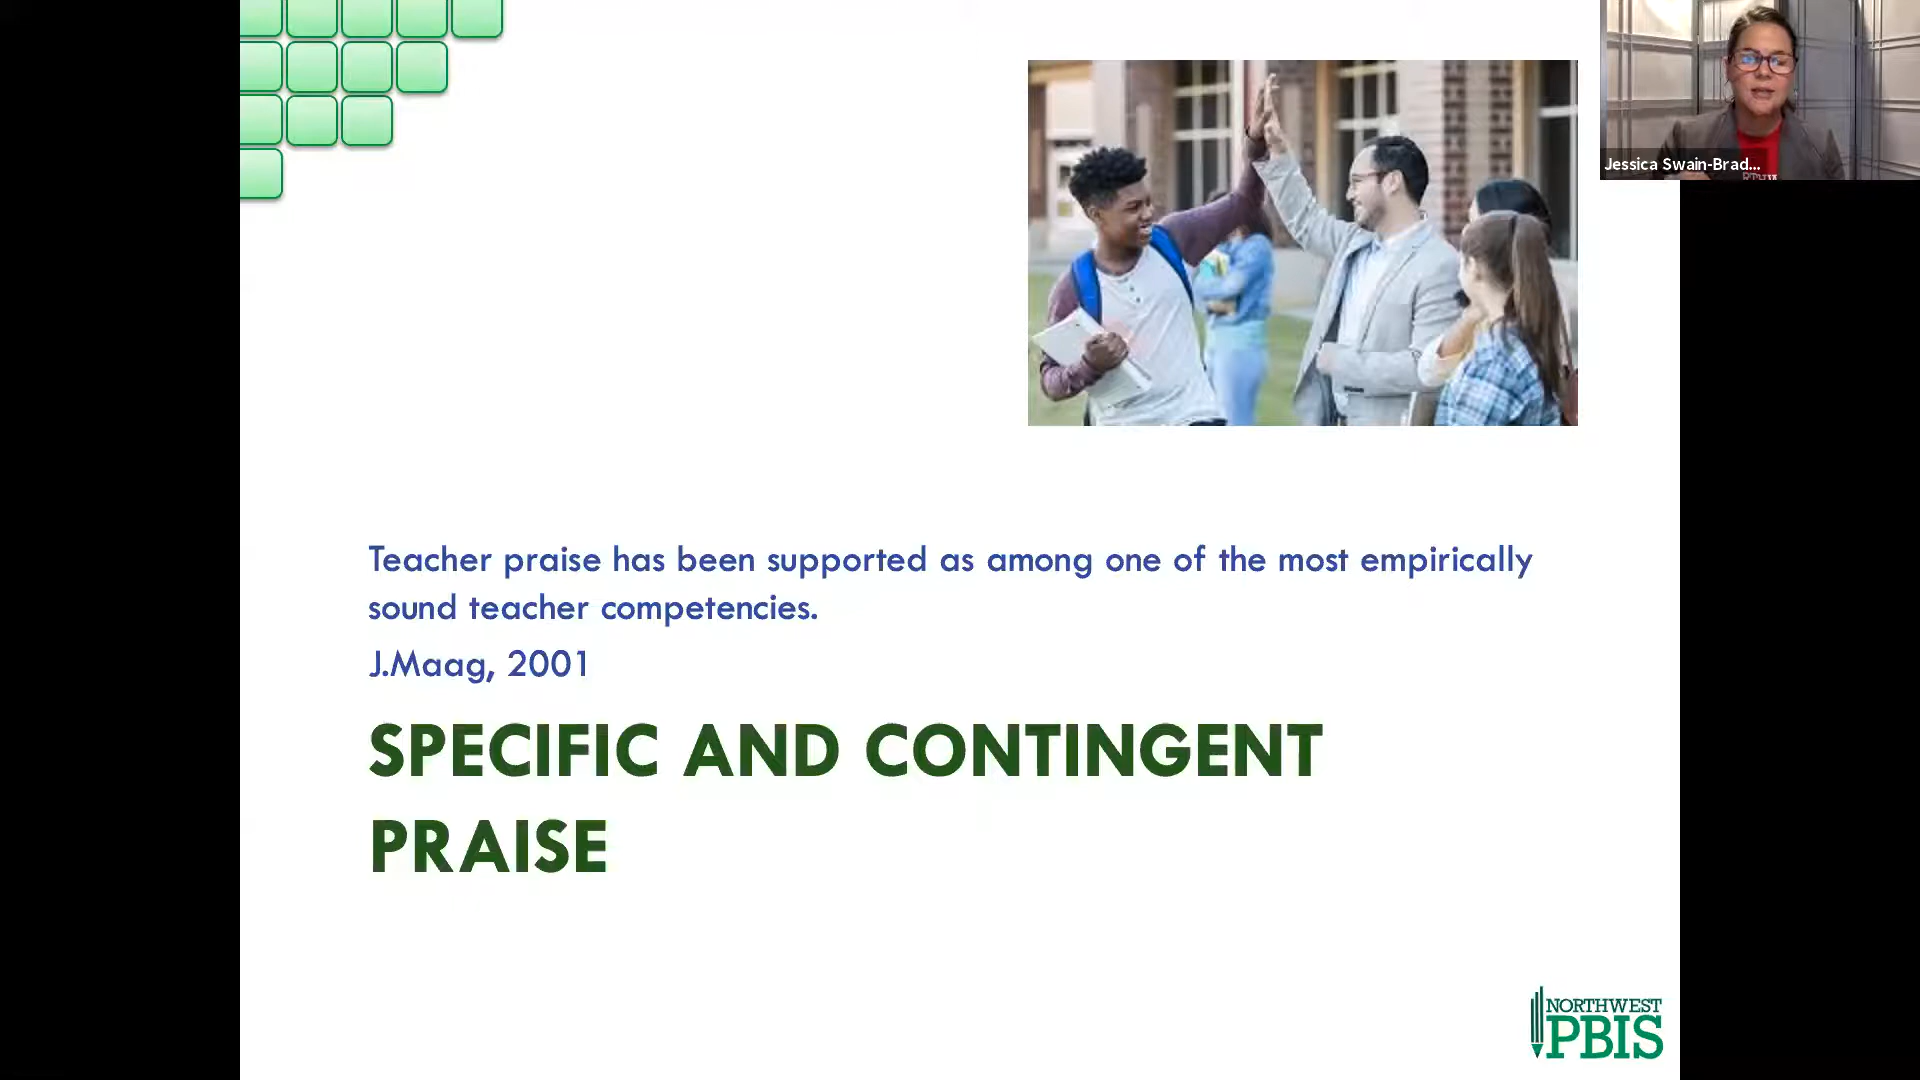 Jessica Swain-Brad...
Teacher praise has been supported as among one of the most empirically
sound teacher competencies.
J.Maag, 2001
SPECIFIC AND CONTINGENT
PRAISE
NORTHWEST
PBIS